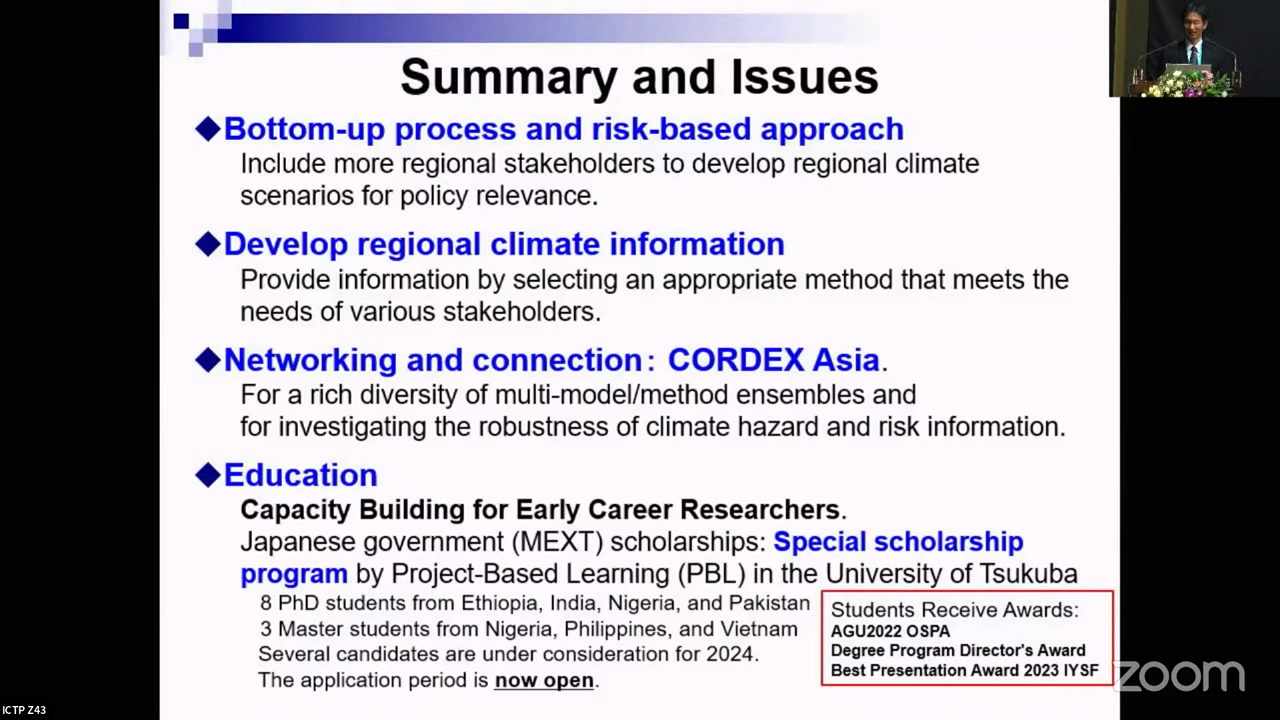 Summary and Issues
◆Bottom-up process and risk-based approach
Include more regional stakeholders to develop regional climate
scenarios for policy relevance.
◆Develop regional climate information
Provide information by selecting an appropriate method that meets the
needs of various stakeholders.
◆Networking and connection: CORDEX Asia.
For a rich diversity of multi-model/method ensembles and
for investigating the robustness of climate hazard and risk information.
◆Education
Capacity Building for Early Career Researchers.
Japanese government (MEXT) scholarships: Special scholarship
program by Project-Based Learning (PBL) in the University of Tsukuba
8 PhD students from Ethiopia, India, Nigeria, and Pakistan
3 Master students from Nigeria, Philippines, and Vietnam
Several candidates are under consideration for 2024.
The application period is now open.
Students Receive Awards:
AGU2022 OSPA
Degree Program Director's Award
Best Presentation Award 2023 IYSF
zoom
ICTP Z43